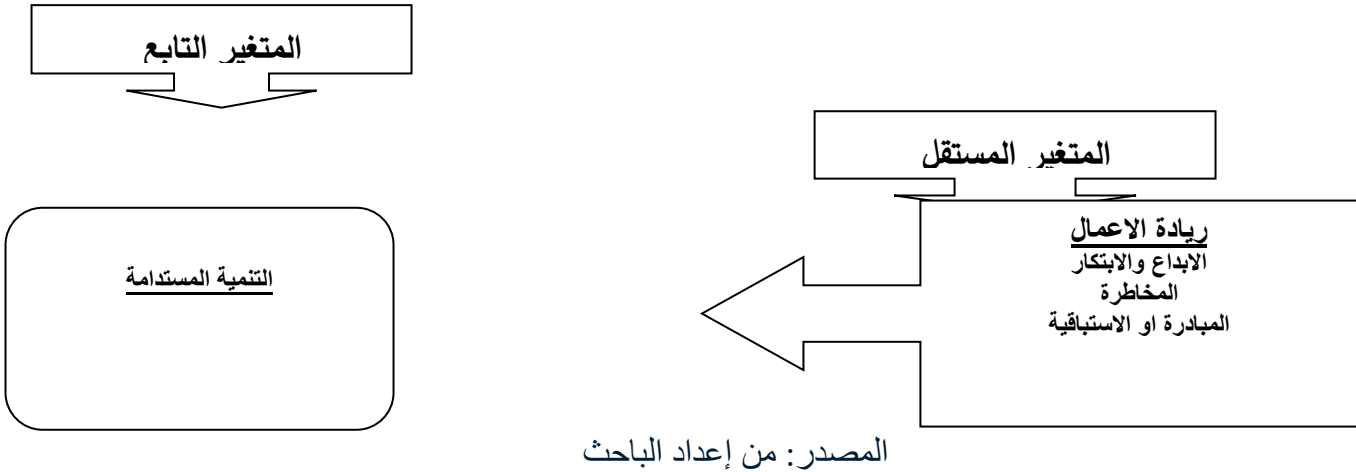 المتغير التابع
المتغير المستقل
ريادة الاعمال
الابداع والابتكار
المخاطرة
المبادرة او الاستباقية
التنمية المستدامة
المصدر: من إعداد الباحث